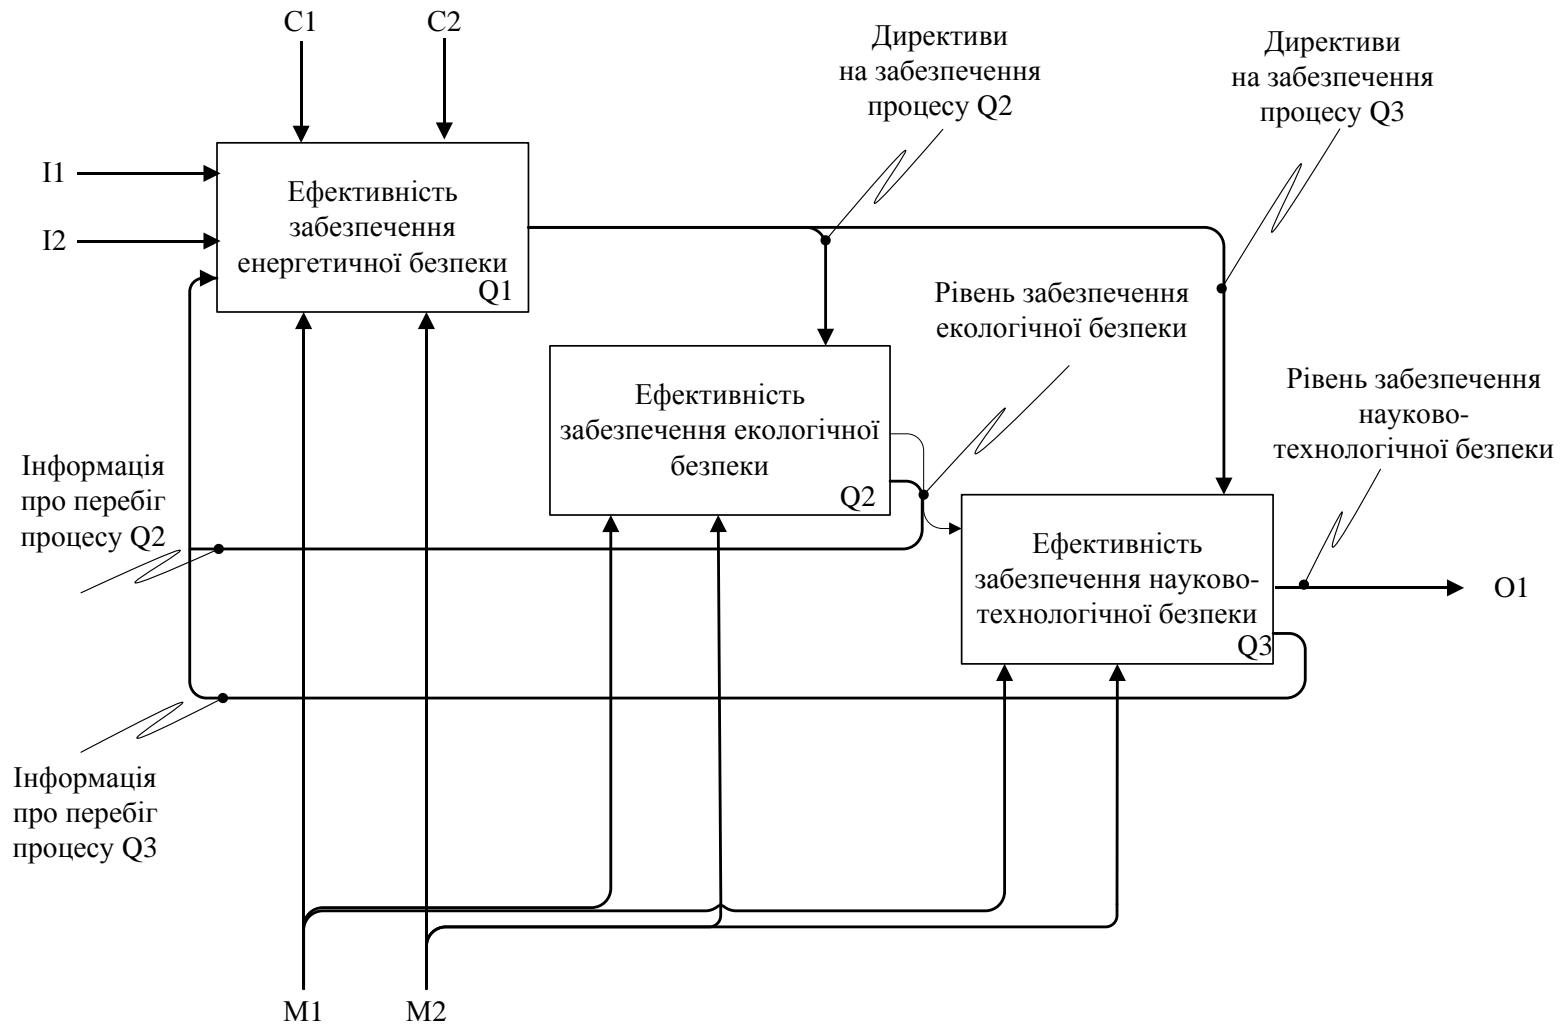 C1
C2
Директиви
на забезпечення
процесу Q2
Директиви
на забезпечення
процесу Q3
I1
I2
Ефективність
забезпечення
енергетичної безпеки
Q1
Рівень забезпечення
екологічної безпеки
Рівень забезпечення
науково-
технологічної безпеки
Ефективність
забезпечення екологічної
безпеки
Q2
Інформація
про перебіг
процесу Q2
Ефективність
забезпечення науково-
технологічної безпеки
Q3
O1
Інформація
про перебіг
процесу Q3
M1
M2